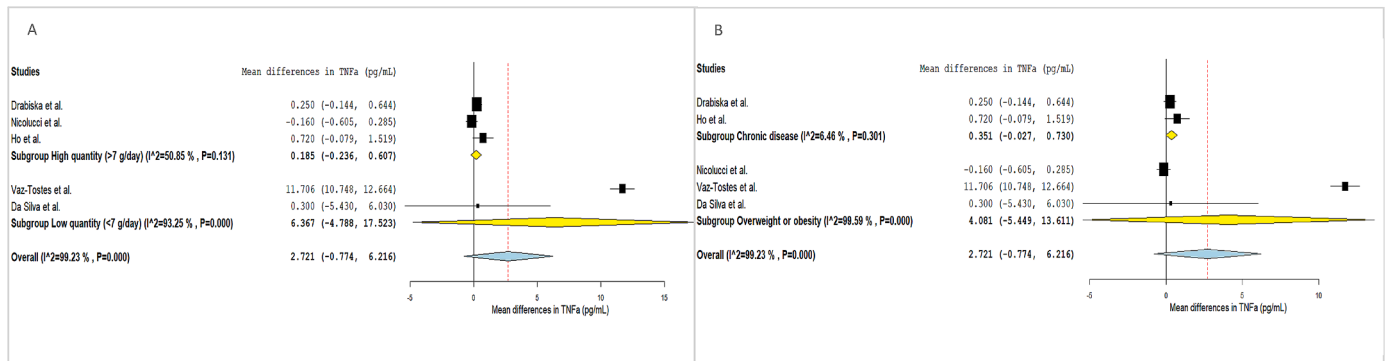 A
Studies Mean differences in TNFa (pg/mL)
Drabiska et al. 0.250 (-0.144, 0.644)
Nicolucci et al. -0.160 (-0.605, 0.285)
Ho et al. 0.720 (-0.079, 1.519)
Subgroup High quantity (>7 g/day) (I^2=50.85 % , P=0.131) 0.185 (-0.236, 0.607)
Vaz-Tostes et al. 11.706 (10.748, 12.664)
Da Silva et al. 0.300 (-5.430, 6.030)
Subgroup Low quantity (<7 g/day) (I^2=93.25 % , P=0.000) 6.367 (-4.788, 17.523)
Overall (I^2=99.23 % , P=0.000) 2.721 (-0.774, 6.216)
-5 0 5 10 15
Mean differences in TNFa (pg/mL)
B
Studies Mean differences in TNFa (pg/mL)
Drabiska et al. 0.250 (-0.144, 0.644)
Ho et al. 0.720 (-0.079, 1.519)
Subgroup Chronic disease (I^2=6.46 % , P=0.301) 0.351 (-0.027, 0.730)
Nicolucci et al. -0.160 (-0.605, 0.285)
Vaz-Tostes et al. 11.706 (10.748, 12.664)
Da Silva et al. 0.300 (-5.430, 6.030)
Subgroup Overweight or obesity (I^2=99.59 % , P=0.000) 4.081 (-5.449, 13.611)
Overall (I^2=99.23 % , P=0.000) 2.721 (-0.774, 6.216)
-5 0 5 10
Mean differences in TNFa (pg/mL)